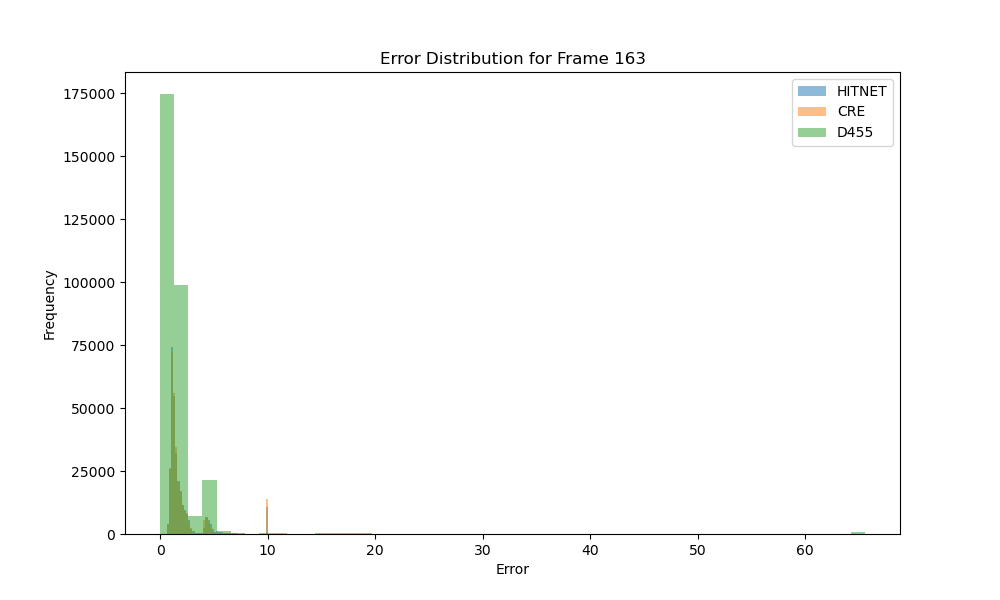 Error Distribution for Frame 163
HITNET
CRE
D455
175000
150000
125000
100000
75000
50000
25000
0
Frequency
0 10 20 30 40 50 60
Error